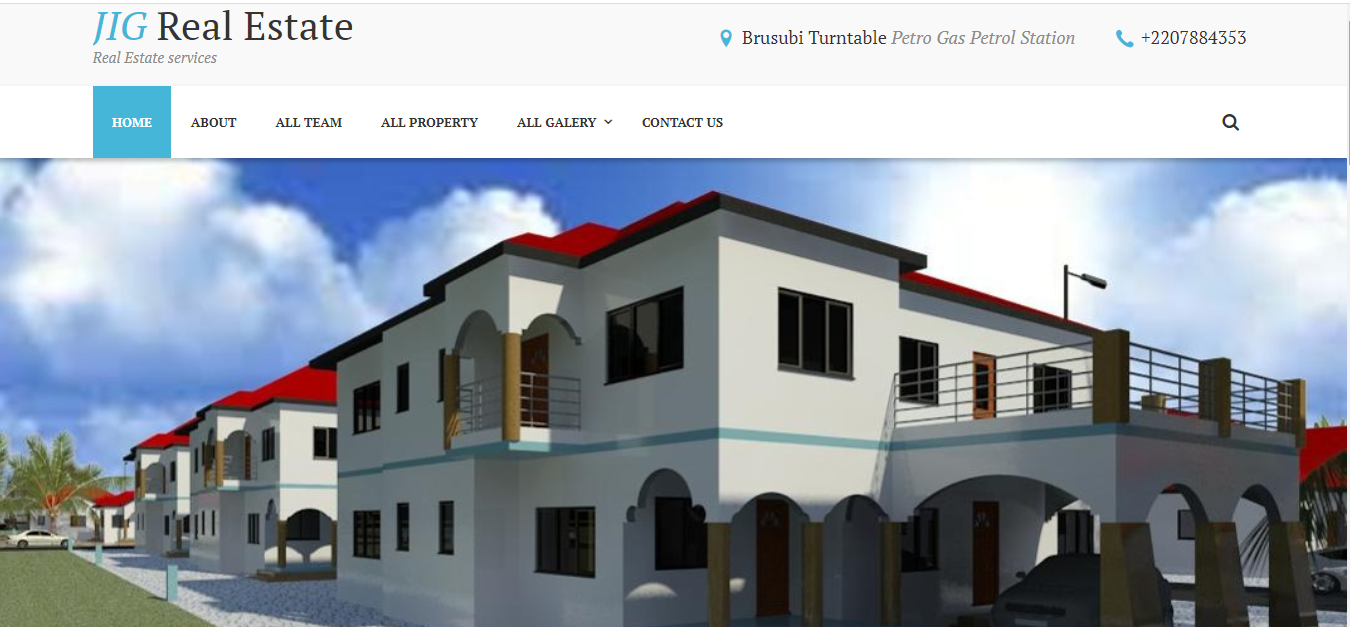 JIG Real Estate
Real Estate services
Brusubi Turntable Petro Gas Petrol Station
+2207884353
HOME ABOUT ALL TEAM ALL PROPERTY ALL GALERY CONTACT US